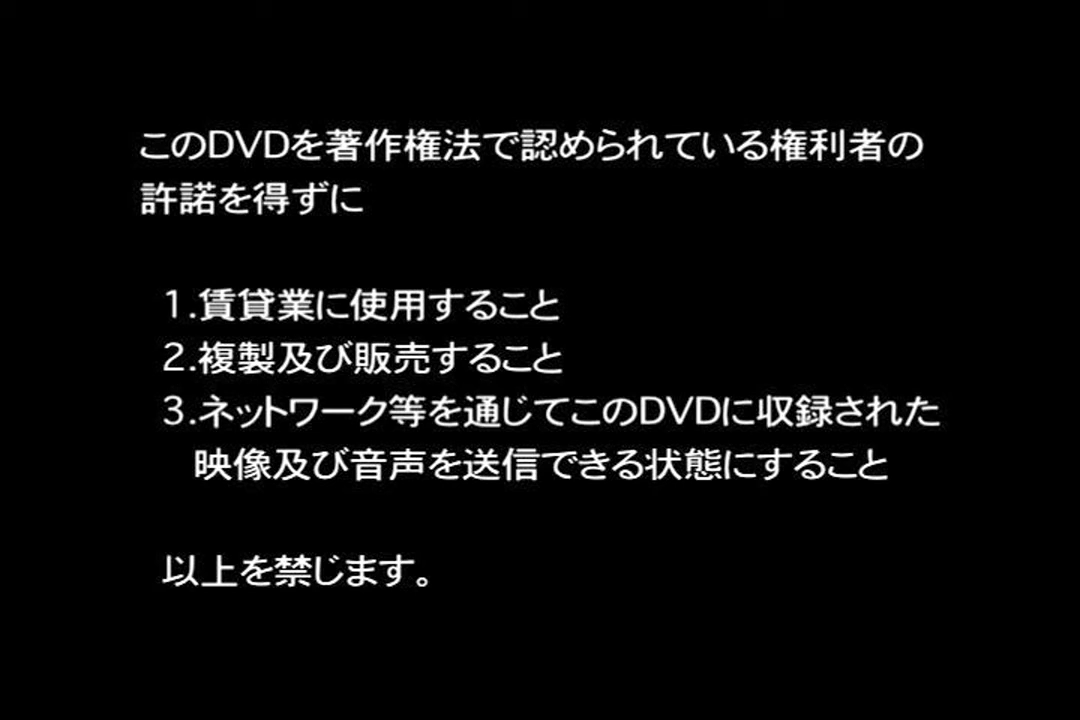 このDVDを著作権法で認められている権利者の
許諾を得ずに
1.賃貸業に使用すること
2.複製及び販売すること
3.ネットワーク等を通じてこのDVDに収録された
映像及び音声を送信できる状態にすること
以上を禁じます。